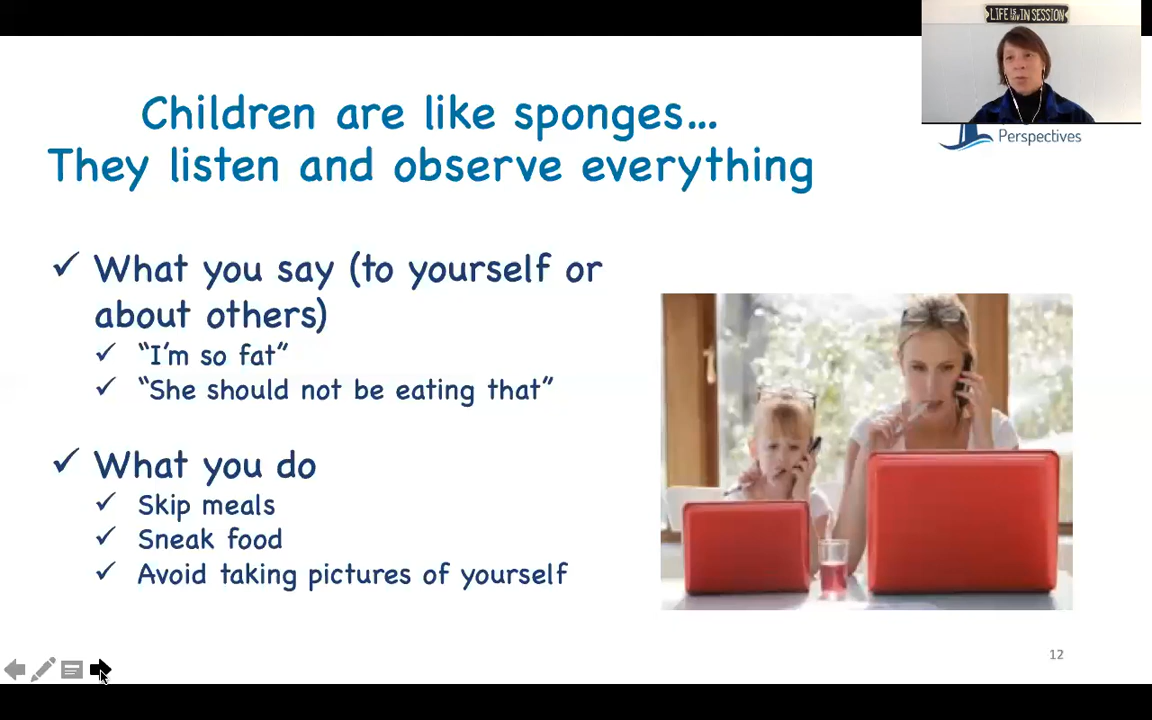 LIFE IS IN SESSION
Perspectives
Children are like sponges...
They listen and observe everything
✓ What you say (to yourself or
about others)
✓ “I'm so fat”
✓ “She should not be eating that”
✓ What you do
✓ Skip meals
✓ Sneak food
✓ Avoid taking pictures of yourself
12